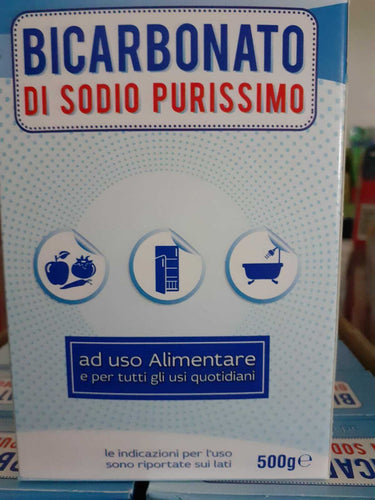 BICARBONATO
DI SODIO PURISSIMO
ad uso Alimentare
e per tutti gli usi quotidiani
le indicazioni per l'uso
sono riportate sui lati
500g℮
BICARBONATO